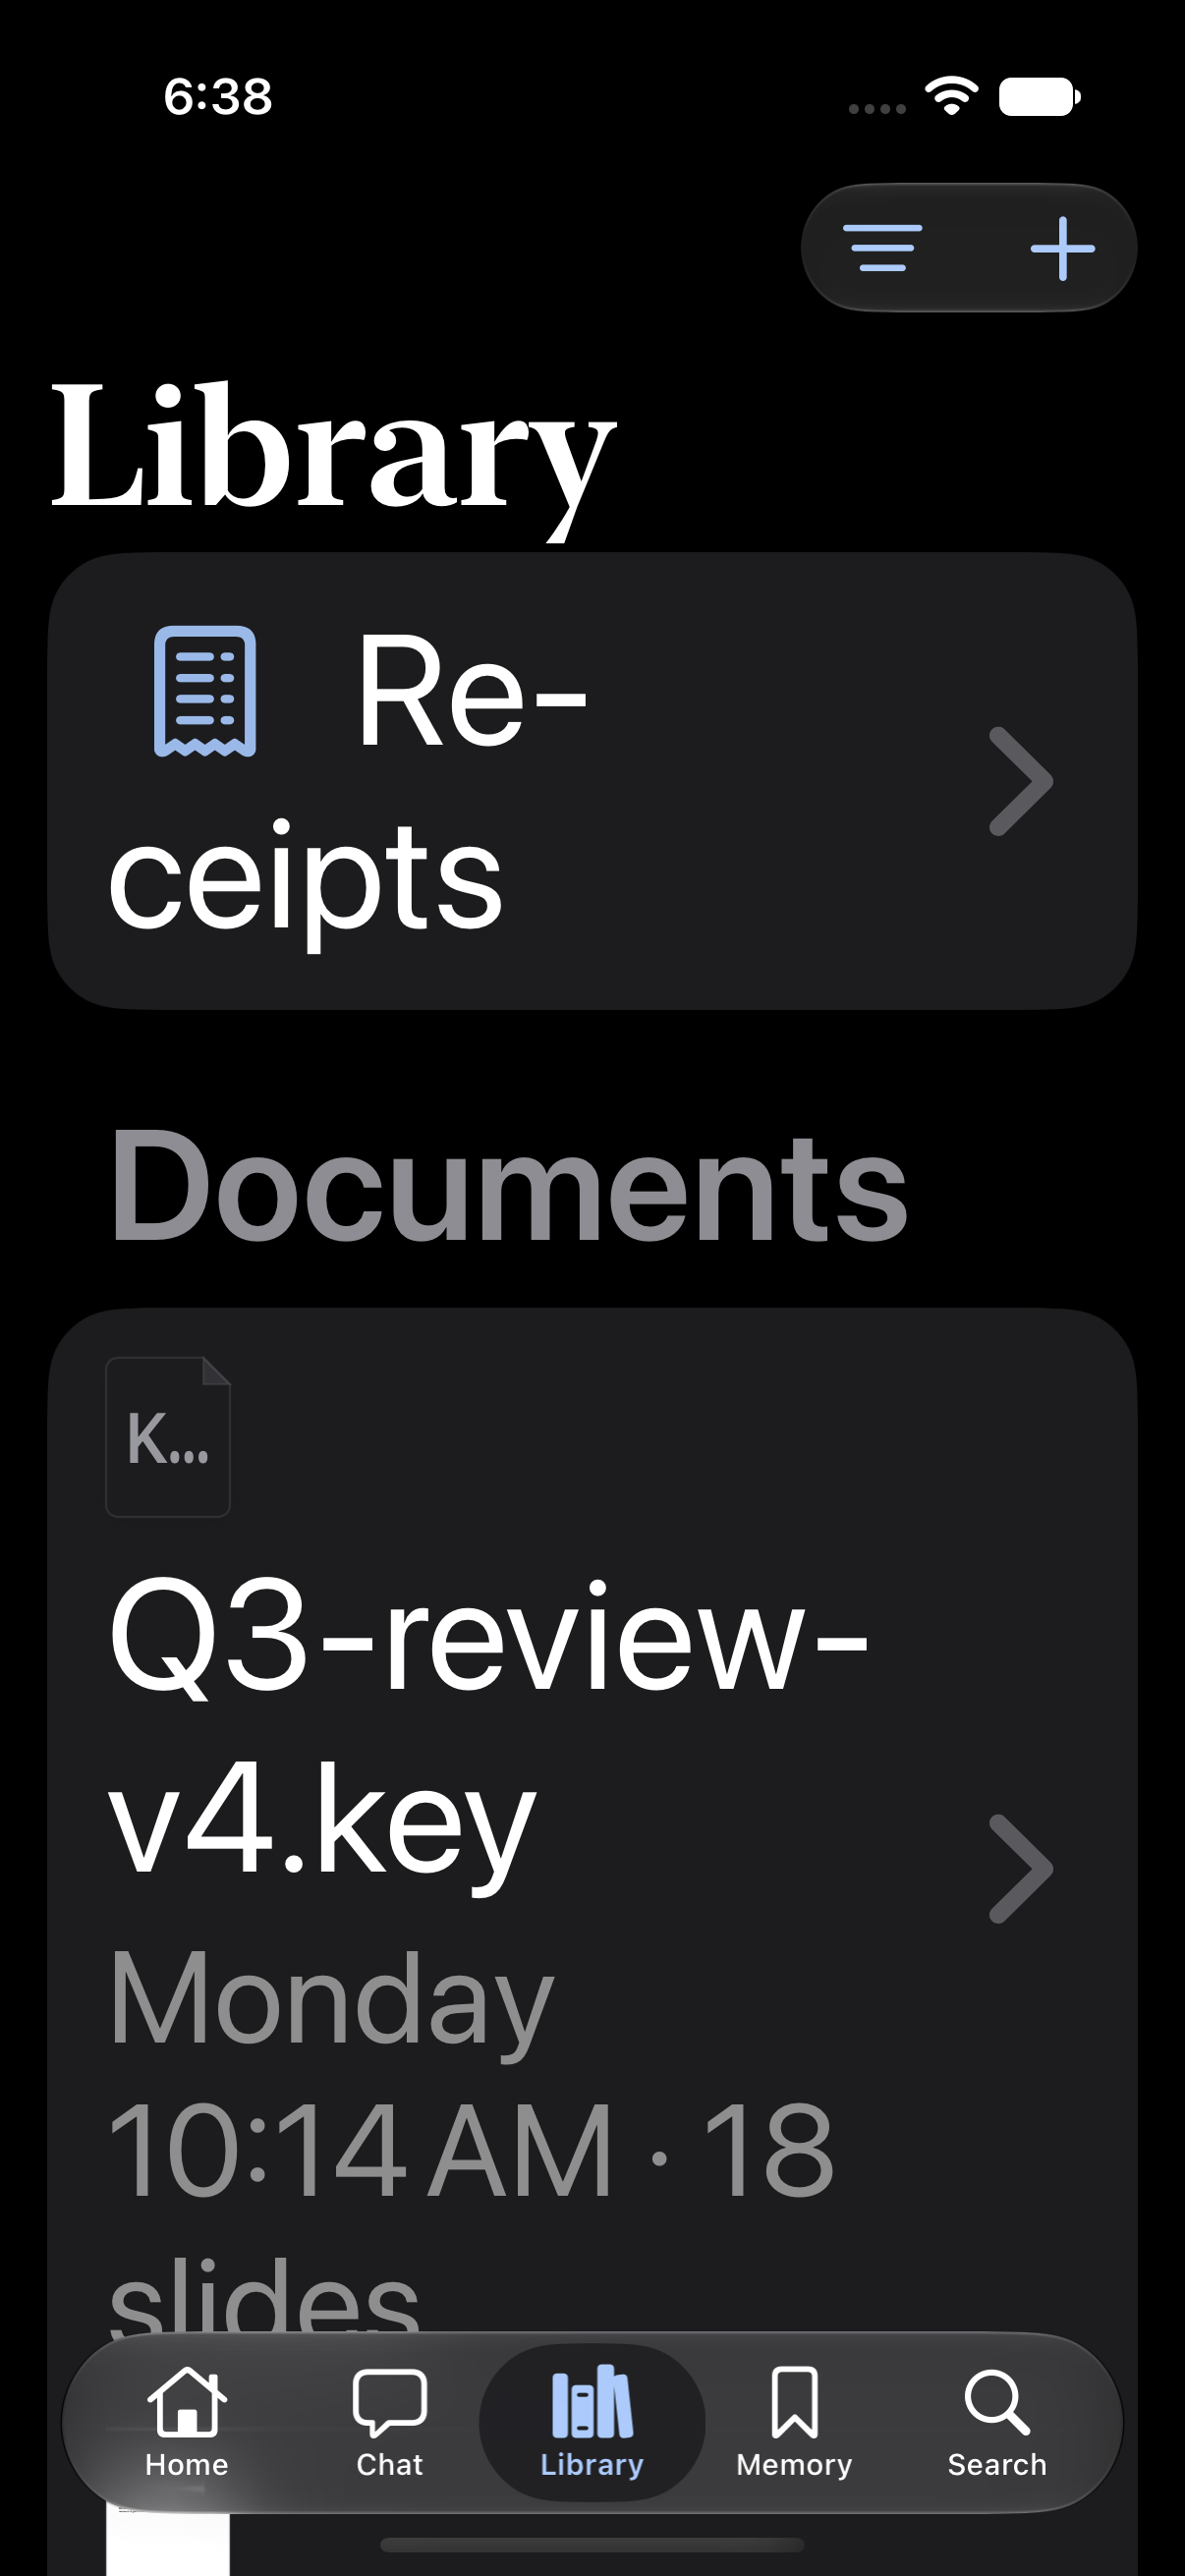 6:38
Library
Re-
ceipts
Documents
K...
Q3-review-
v4.key
Monday
10:14 AM · 18
slides
Home
Chat
Library
Memory
Search